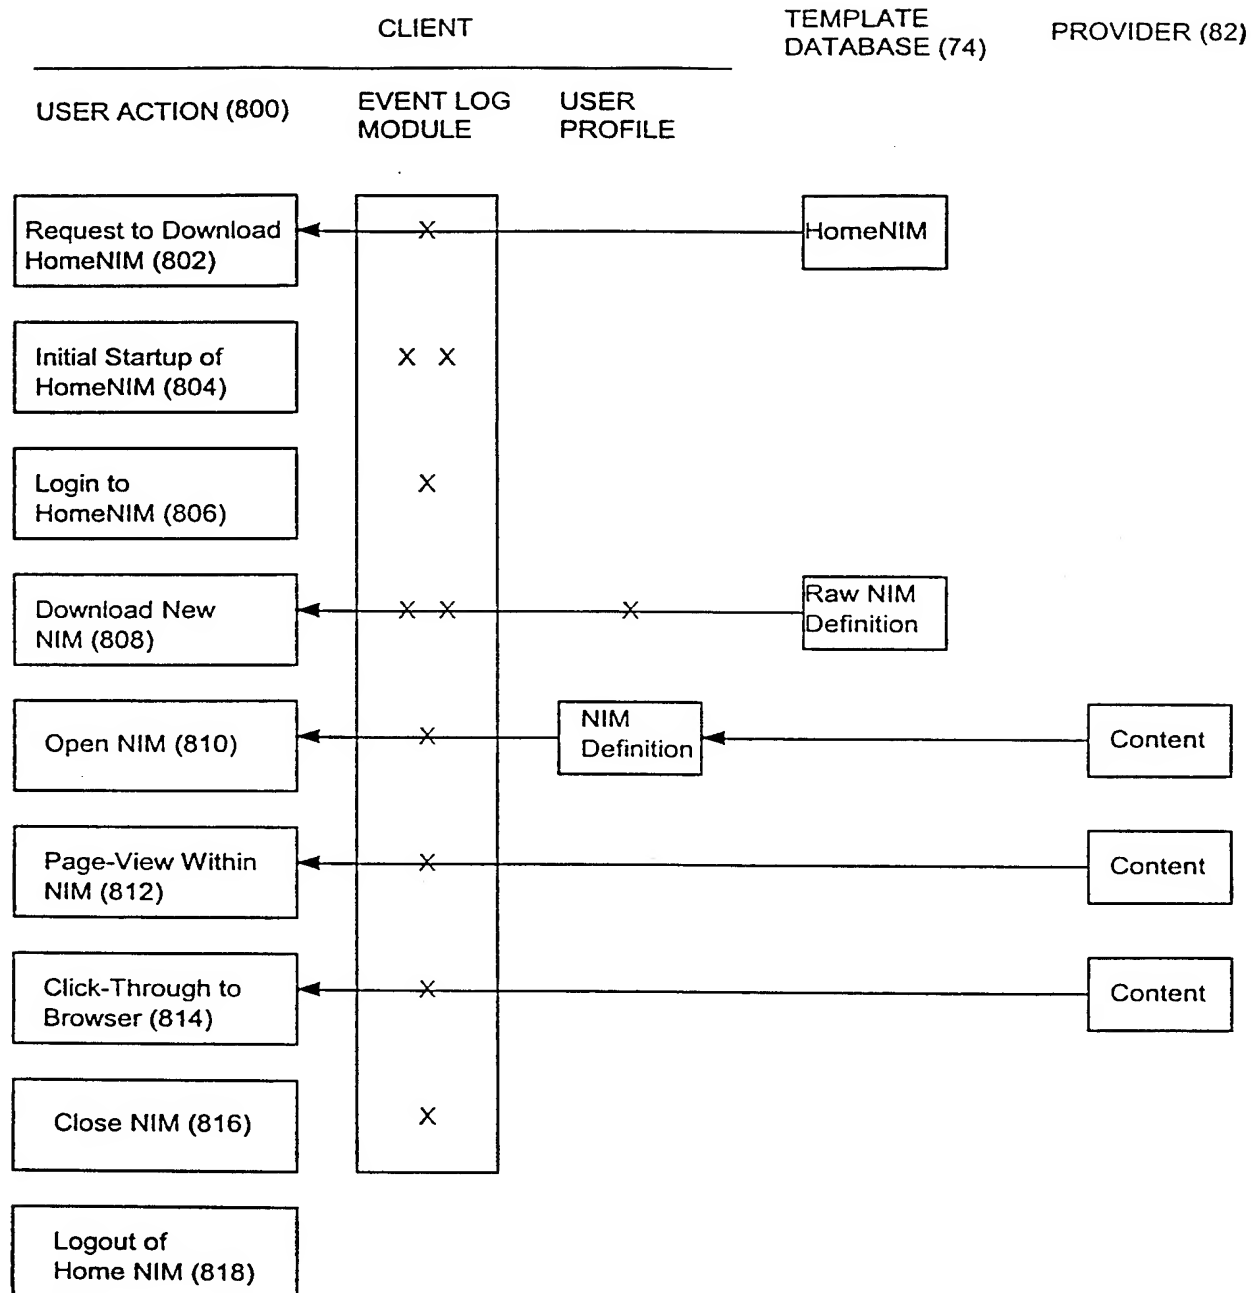 CLIENT
TEMPLATE
DATABASE (74)
PROVIDER (82)
USER ACTION (800)
EVENT LOG
MODULE
USER
PROFILE
Request to Download
HomeNIM (802)
X
HomeNIM
Initial Startup of
HomeNIM (804)
X X
Login to
HomeNIM (806)
X
Download New
NIM (808)
X X
X
Raw NIM
Definition
Open NIM (810)
X
NIM
Definition
Content
Page-View Within
NIM (812)
X
Content
Click-Through to
Browser (814)
X
Content
Close NIM (816)
X
Logout of
Home NIM (818)